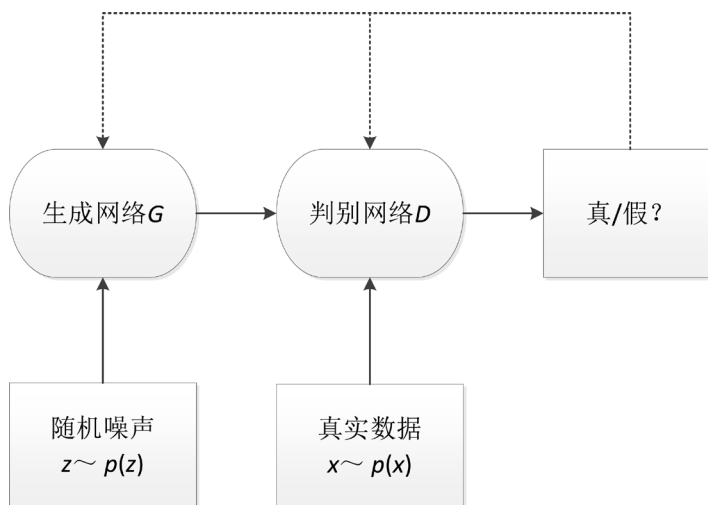 生成网络G
判别网络D
真/假?
随机噪声
z～ p(z)
真实数据
x～ p(x)